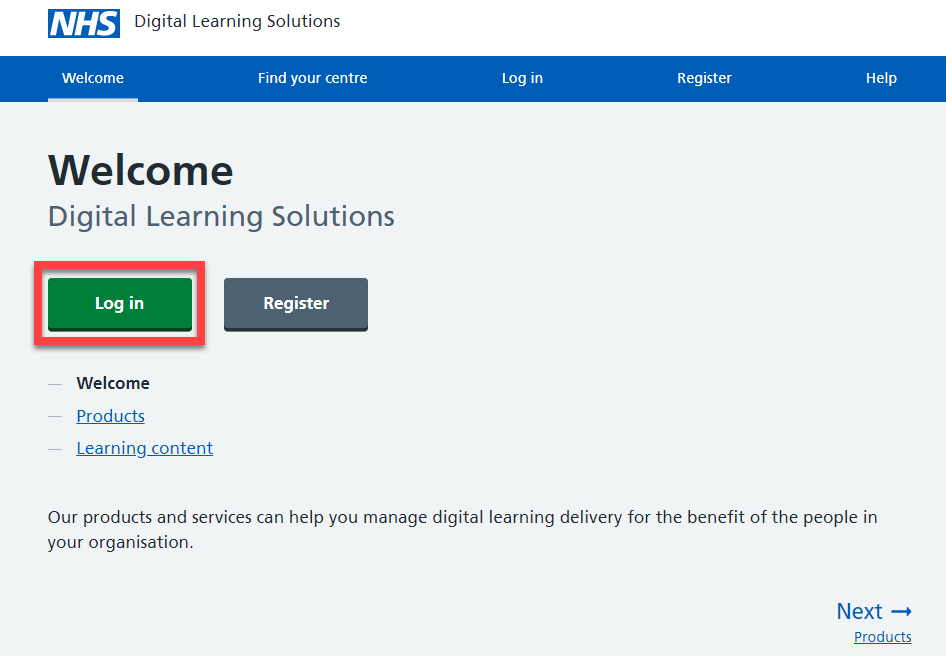 NHS Digital Learning Solutions
Welcome Find your centre Log in Register Help
Welcome
Digital Learning Solutions
Log in Register
— Welcome
— Products
— Learning content
Our products and services can help you manage digital learning delivery for the benefit of the people in
your organisation.
Next →
Products